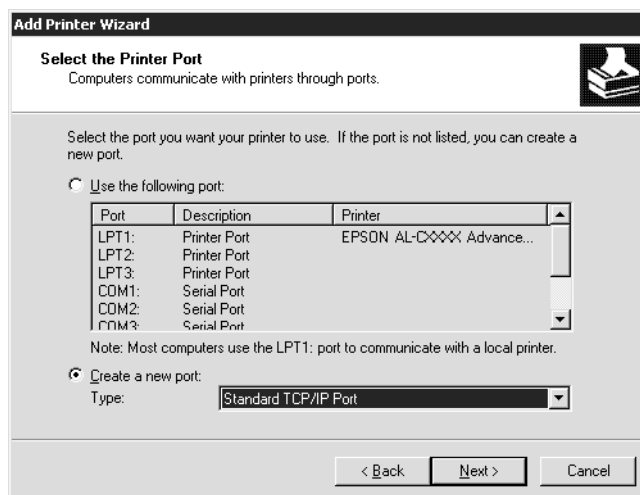 Add Printer Wizard
Select the Printer Port
Computers communicate with printers through ports.
Select the port you want your printer to use. If the port is not listed, you can create a
new port.
Use the following port:
Port Description Printer
LPT1: Printer Port EPSON AL-CXXXX Advance...
LPT2: Printer Port
LPT3: Printer Port
COM1: Serial Port
COM2: Serial Port
COM3: Serial Port
Note: Most computers use the LPT1: port to communicate with a local printer.
Create a new port:
Type: Standard TCP/IP Port
< Back Next > Cancel